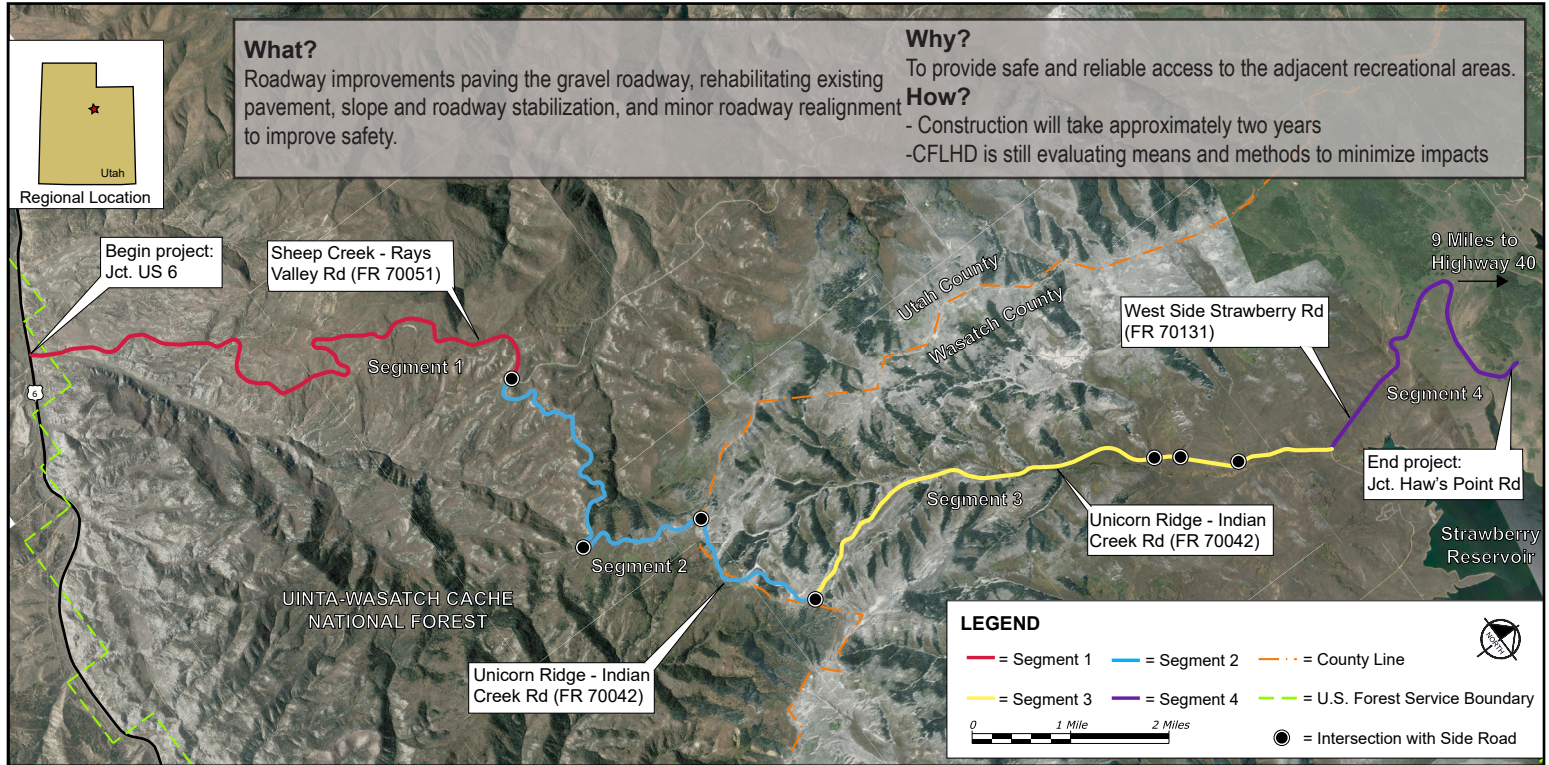 What?
Roadway improvements paving the gravel roadway, rehabilitating existing
pavement, slope and roadway stabilization, and minor roadway realignment
to improve safety.
Why?
To provide safe and reliable access to the adjacent recreational areas.
How?
- Construction will take approximately two years
-CFLHD is still evaluating means and methods to minimize impacts
Utah
Regional Location
Begin project:
Jct. US 6
Sheep Creek - Rays
Valley Rd (FR 70051)
Segment 1
6
Utah County
Wasatch County
9 Miles to
Highway 40
West Side Strawberry Rd
(FR 70131)
Segment 4
End project:
Jct. Haw's Point Rd
Segment 3
Unicorn Ridge - Indian
Creek Rd (FR 70042)
Strawberry
Reservoir
Segment 2
UINTA-WASATCH CACHE
NATIONAL FOREST
Unicorn Ridge - Indian
Creek Rd (FR 70042)
LEGEND
NORTH
= Segment 1
= Segment 2
= County Line
= Segment 3
= Segment 4
= U.S. Forest Service Boundary
0 1 Mile 2 Miles
= Intersection with Side Road